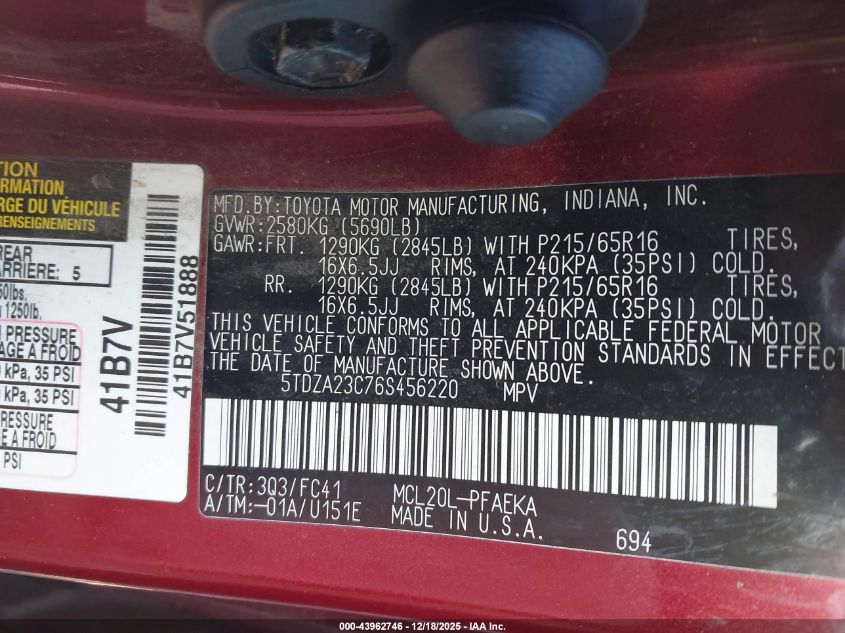 TION
FORMATION
RGE DU VÉHICULE
RENSEIGNEMENTS
REAR
ARRIÈRE: 5
50lbs.
1250lb.
PRESSURE
AGE À FROID
kPa, 35 PSI
kPa, 35 PSI
À FROID
PSI
41B7V
41B7V51888
MFD.BY:TOYOTA MOTOR MANUFACTURING, INDIANA, INC.
GVWR:2580KG (5690LB)
GAWR:FRT. 1290KG (2845LB) WITH P215/65R16 TIRES,
16X6.5JJ RIMS, AT 240KPA (35PSI) COLD.
RR. 1290KG (2845LB) WITH P215/65R16 TIRES,
16X6.5JJ RIMS, AT 240KPA (35PSI) COLD.
THIS VEHICLE CONFORMS TO ALL APPLICABLE FEDERAL MOTOR
VEHICLE SAFETY AND THEFT PREVENTION STANDARDS IN EFFECT
THE DATE OF MANUFACTURE SHOWN ABOVE.
5TDZA23C76S456220 MPV
C/TR:3Q3/FC41 MCL20L-PFAEKA
A/TM:-01A/U151E MADE IN U.S.A.
694
000-43962746 - 12/18/2025 - IAA Inc.